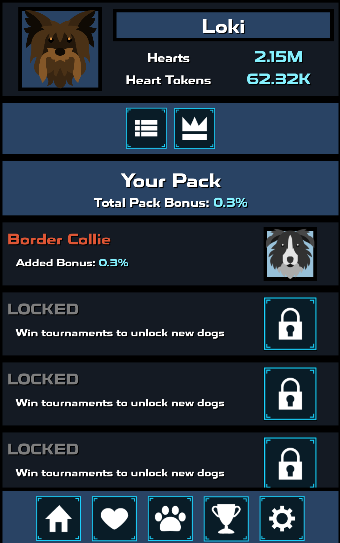 Loki
Hearts 2.15M
Heart Tokens 62.32K
Your Pack
Total Pack Bonus: 0.3%
Border Collie
Added Bonus: 0.3%
LOCKED
Win tournaments to unlock new dogs
LOCKED
Win tournaments to unlock new dogs
LOCKED
Win tournaments to unlock new dogs